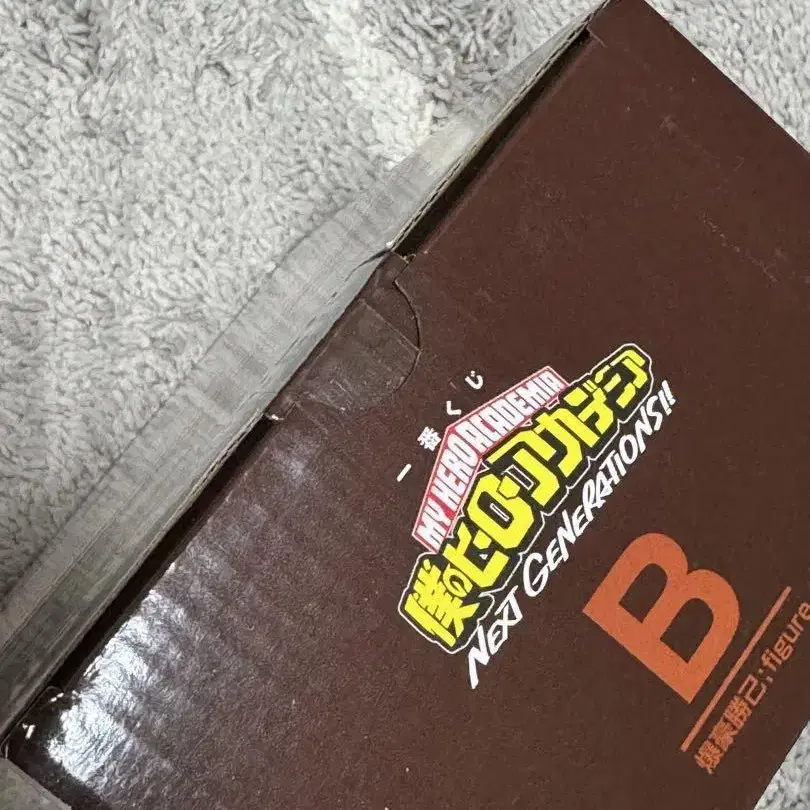 一番くじ
MY HERO ACADEMIA
僕のヒーローアカデミア
NEXT GENERATIONS!!
B
爆豪勝己;figure